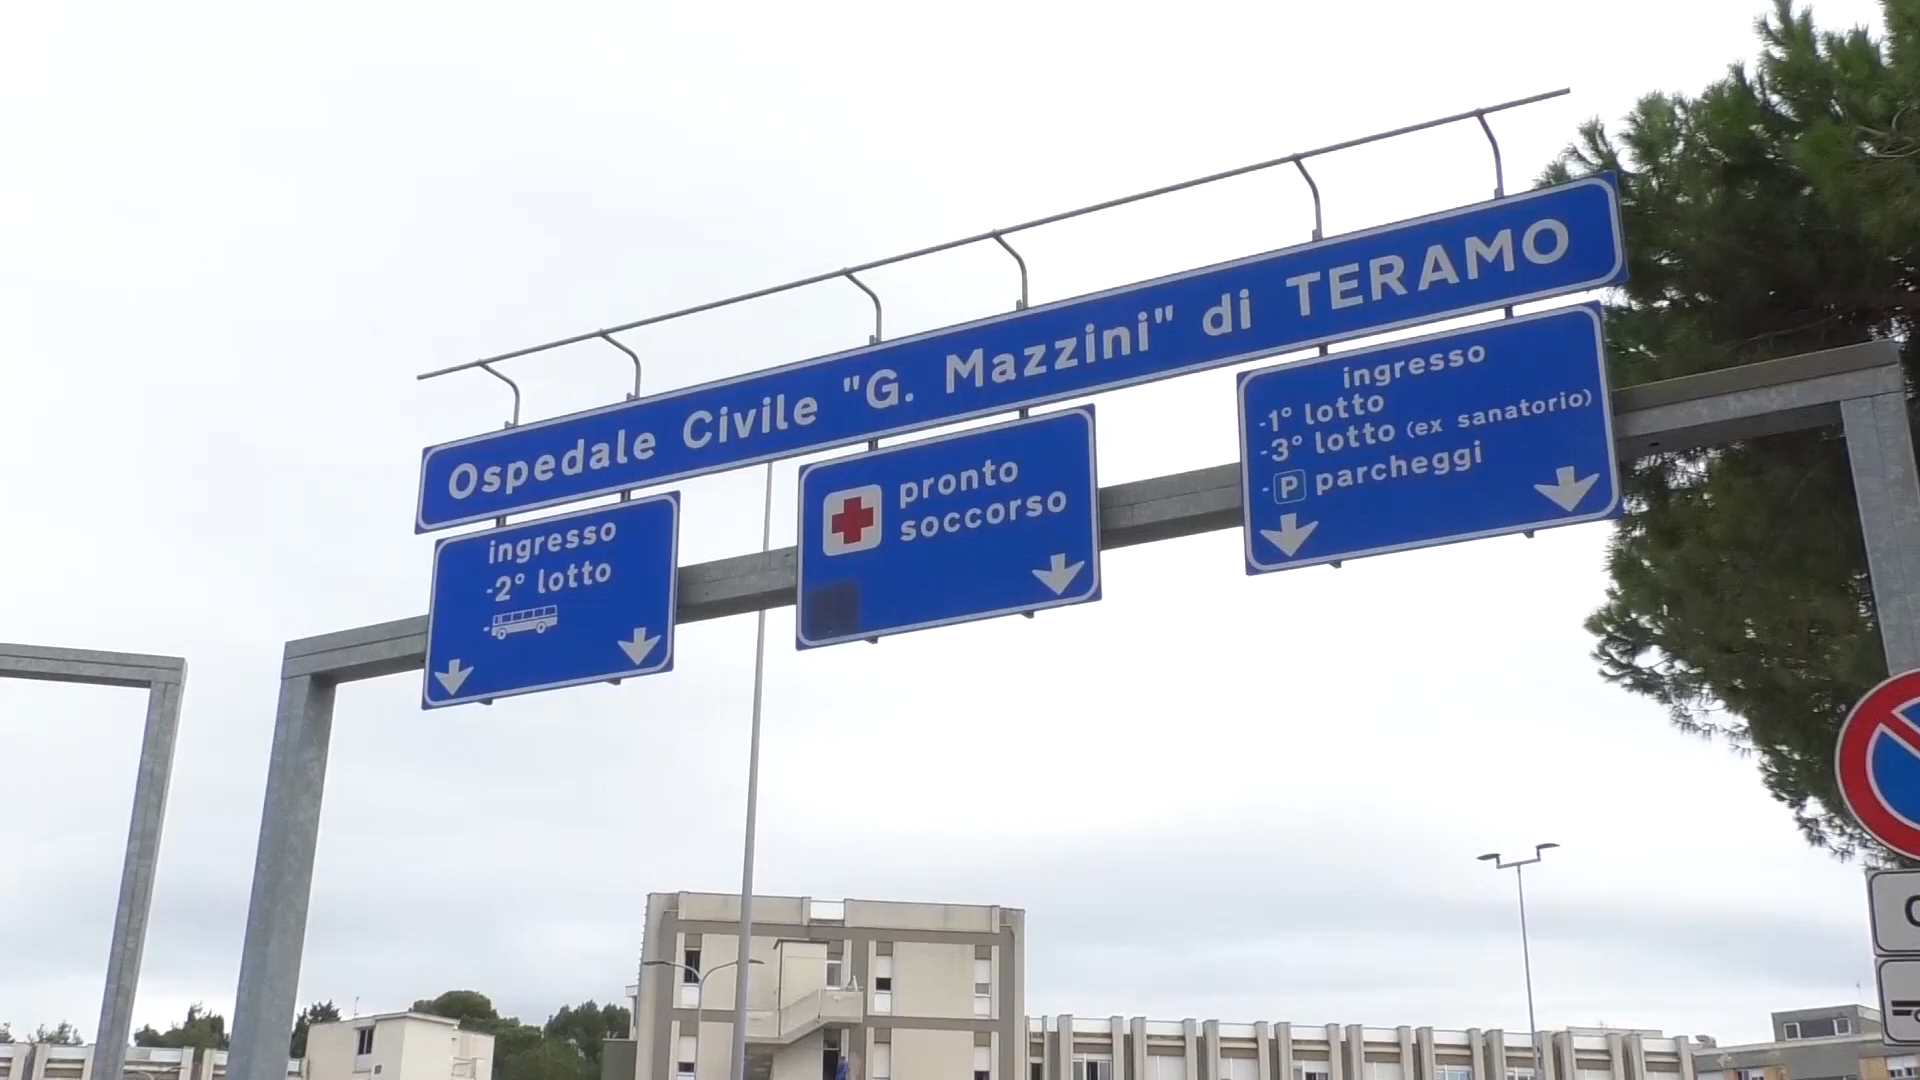 Ospedale Civile "G. Mazzini" di TERAMO
ingresso
-2° lotto
-
pronto
soccorso
ingresso
-1° lotto
-3° lotto (ex sanatorio)
- P parcheggi